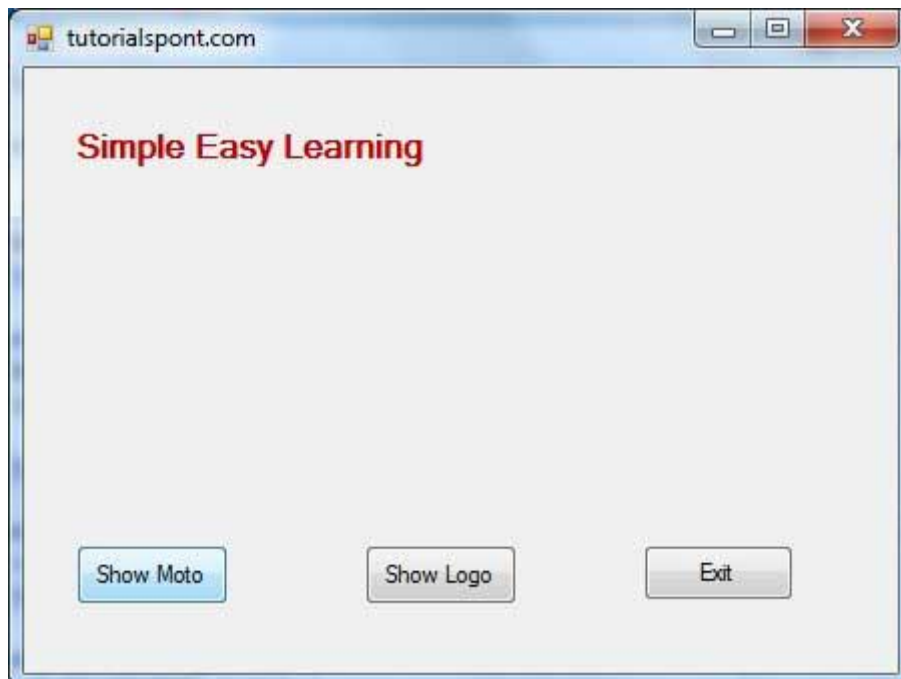 tutorialspont.com
Simple Easy Learning
Show Moto
Show Logo
Exit